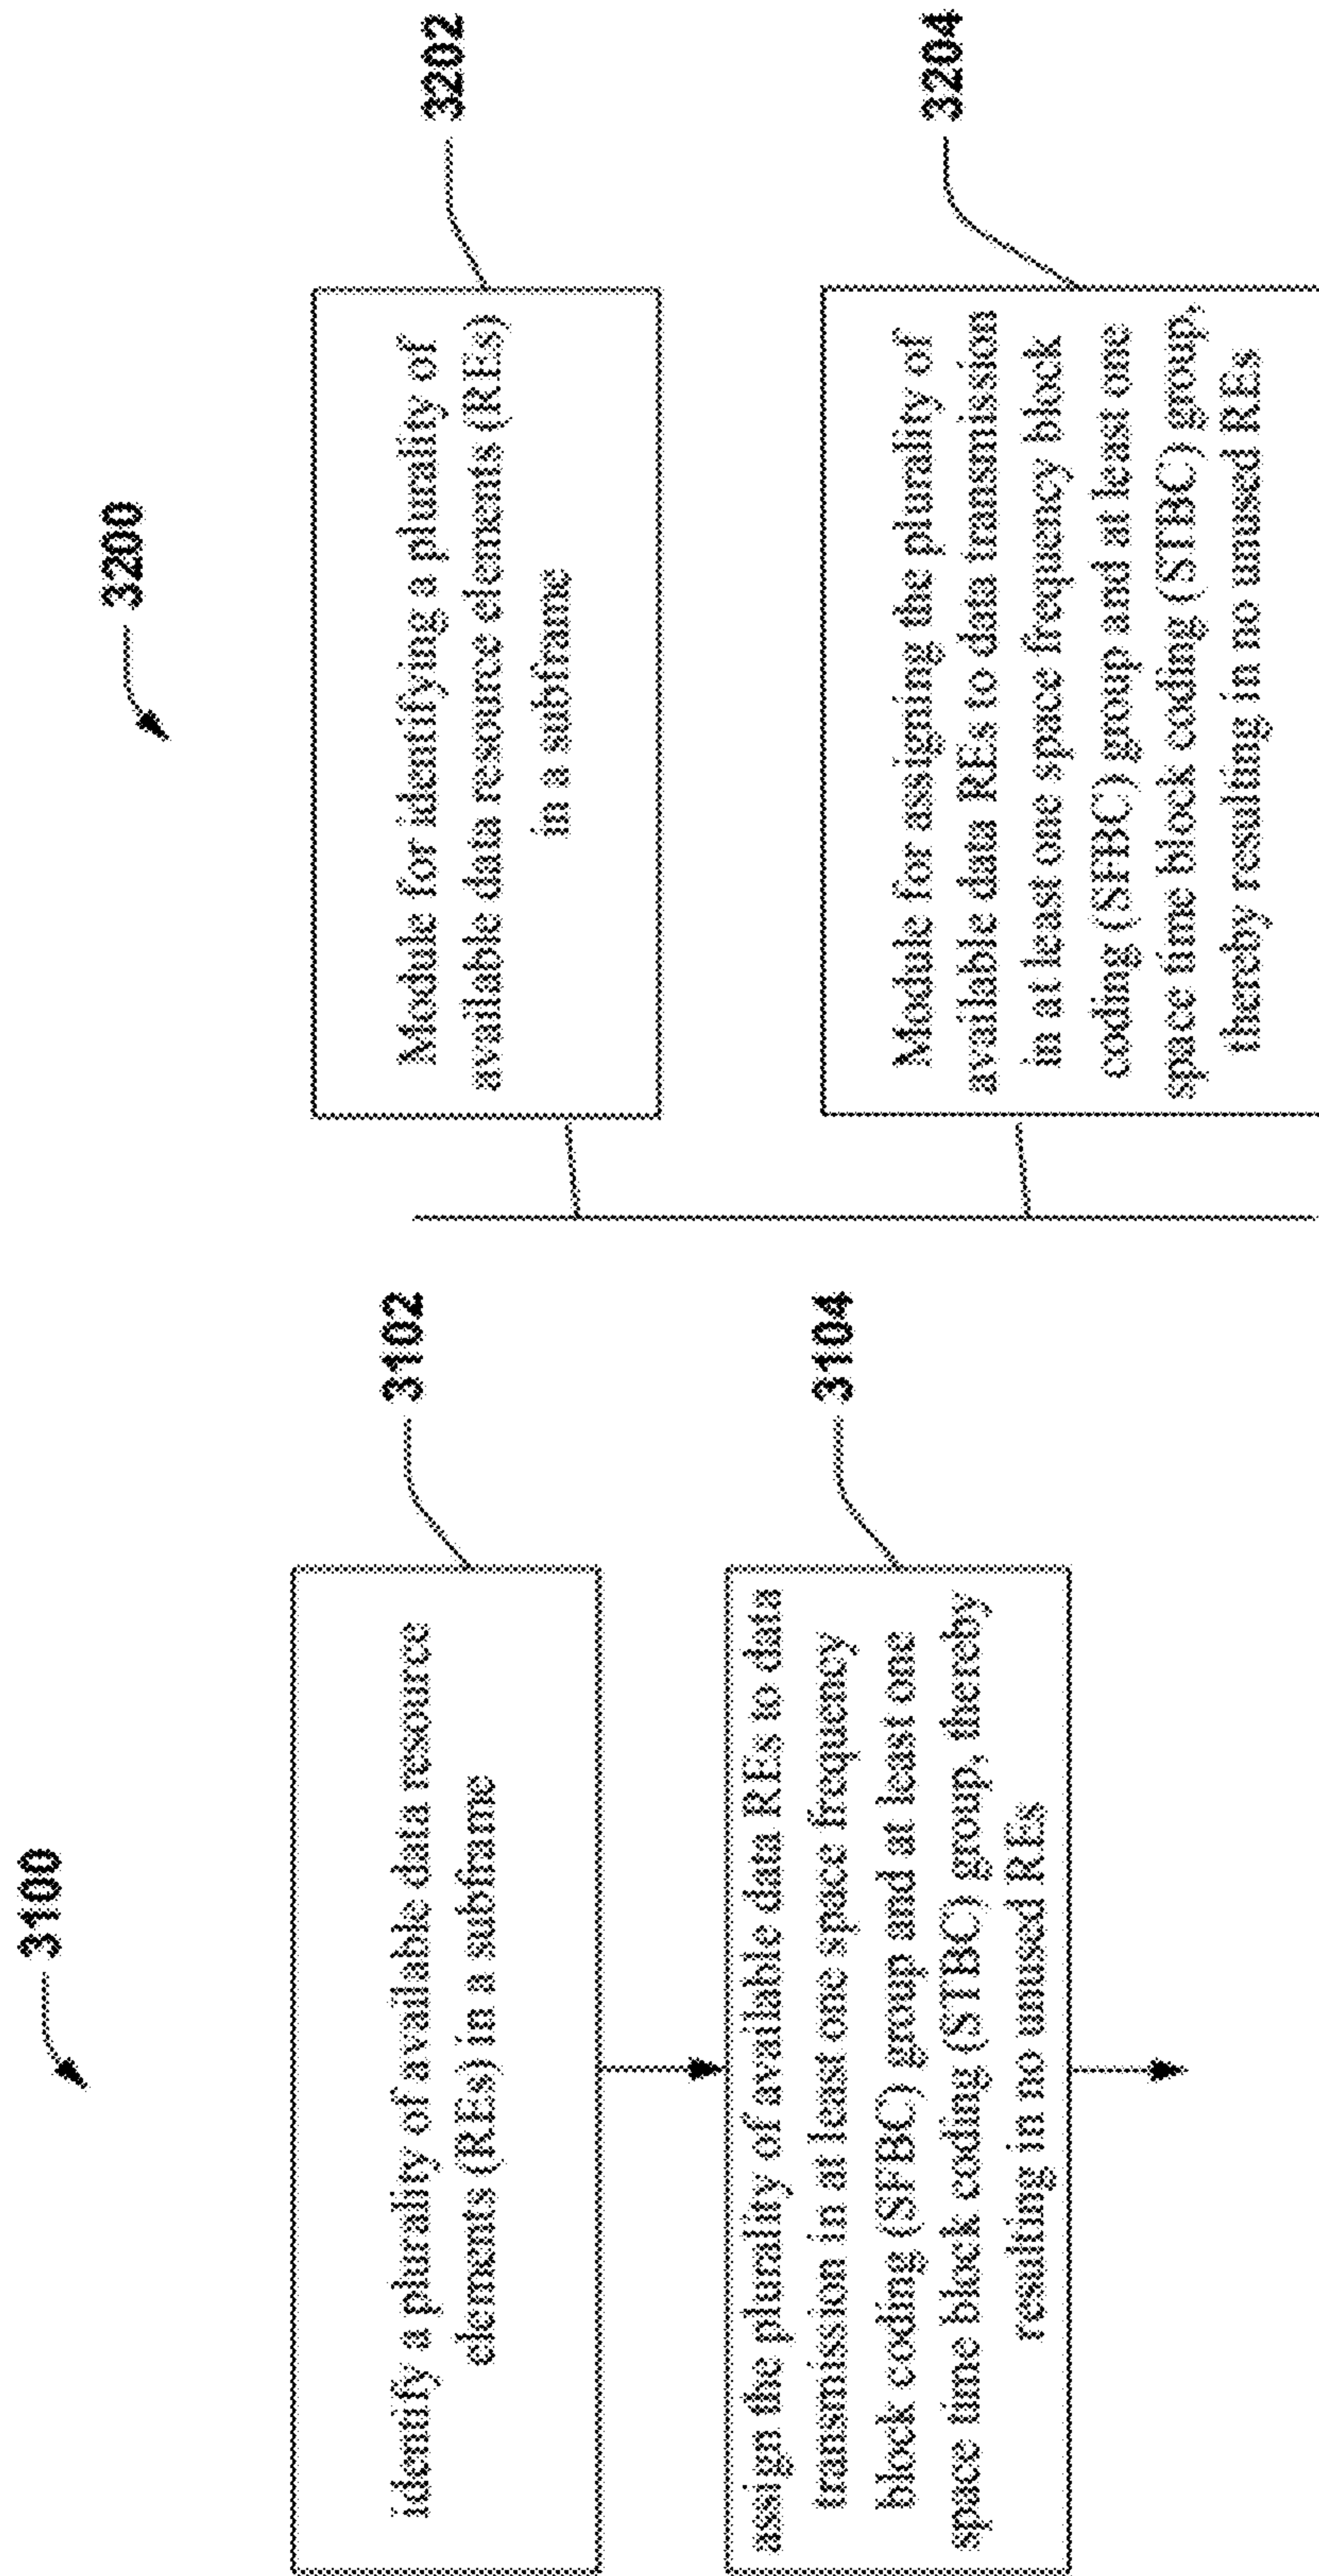 3100
3102
identify a plurality of available data resource
elements (REs) in a subframe
3104
assign the plurality of available data REs to data
transmission in at least one space frequency
block coding (SFBC) group and at least one
space time block coding (STBC) group, thereby
resulting in no unused REs
3200
3202
Module for identifying a plurality of
available data resource elements (REs)
in a subframe
3204
Module for assigning the plurality of
available data REs to data transmission
in at least one space frequency block
coding (SFBC) group and at least one
space time block coding (STBC) group,
thereby resulting in no unused REs